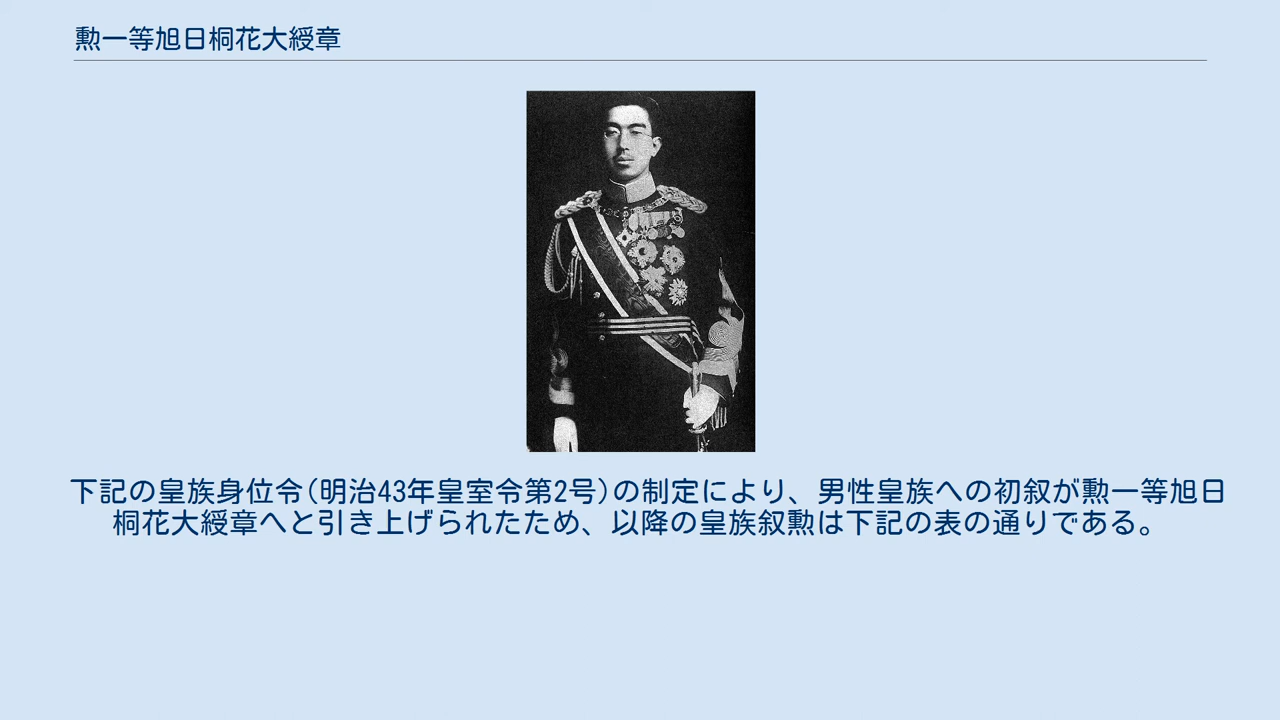 勲一等旭日桐花大綬章
下記の皇族身位令(明治43年皇室令第2号)の制定により、男性皇族への初叙が勲一等旭日
桐花大綬章へと引き上げられたため、以降の皇族叙勲は下記の表の通りである。